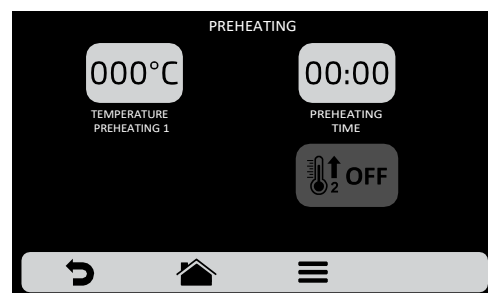 PREHEATING
000°C
00:00
TEMPERATURE
PREHEATING 1
PREHEATING
TIME
2 OFF